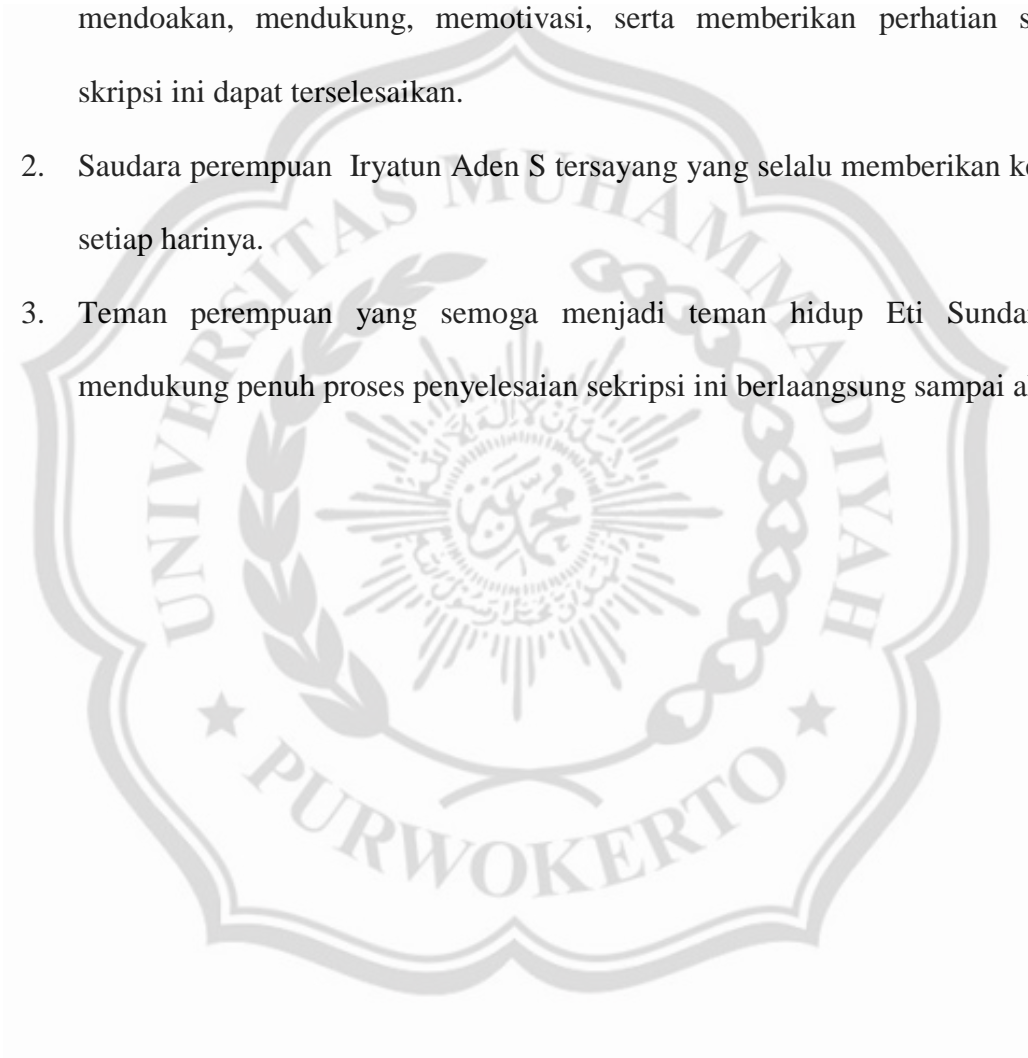 mendoakan, mendukung, memotivasi, serta memberikan perhatian
skripsi ini dapat terselesaikan.
2. Saudara perempuan Iryatun Aden S tersayang yang selalu memberikan
setiap harinya.
3. Teman perempuan yang semoga menjadi teman hidup Eti
mendukung penuh proses penyelesaian sekripsi ini berlaangsung sampai
UNIVERSITAS MUHAMMADIYAH
PURWOKERTO